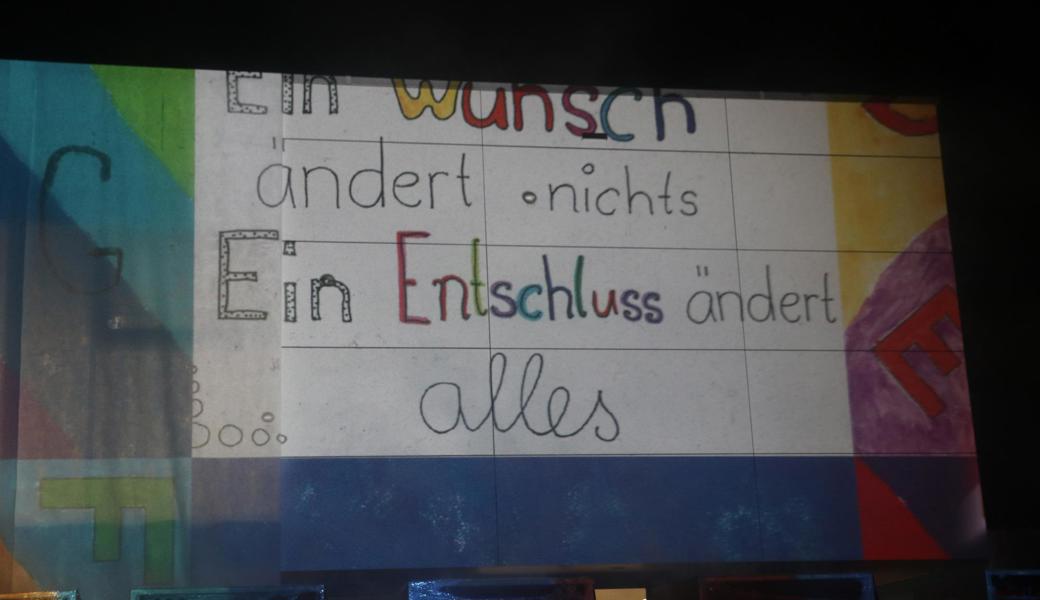 Ein Wunsch
ändert nichts
Ein Entschluss ändert
alles
G
E
F